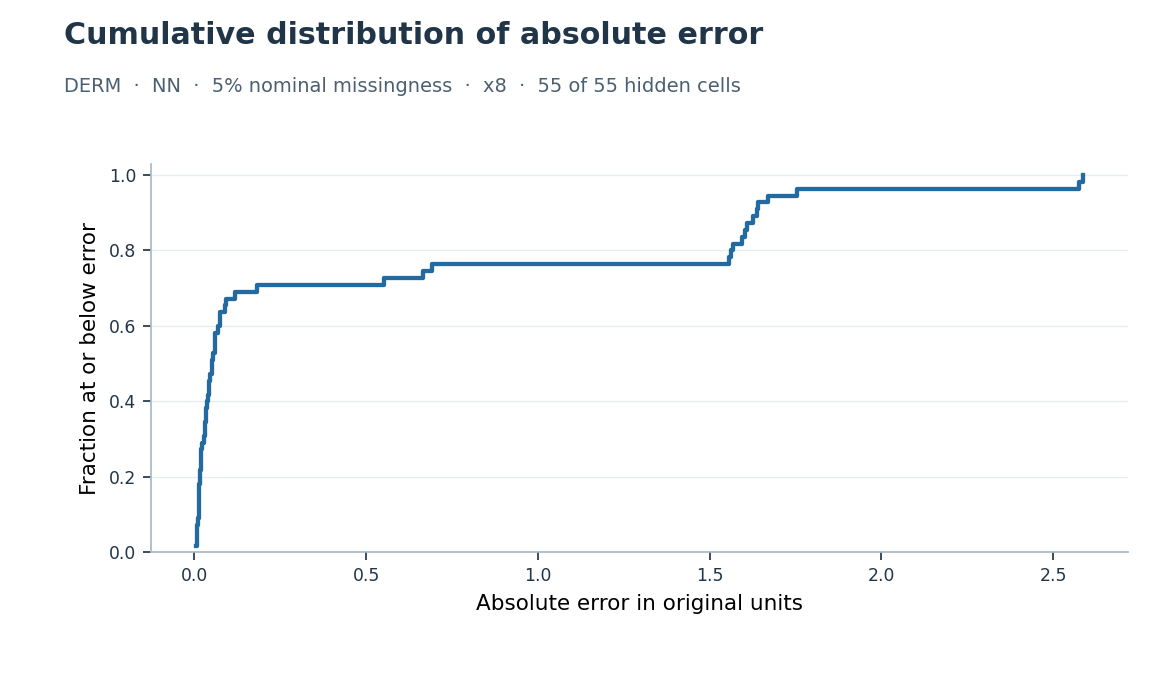 Cumulative distribution of absolute error
DERM · NN · 5% nominal missingness · x8 · 55 of 55 hidden cells
1.0
0.8
0.6
0.4
0.2
0.0
Fraction at or below error
0.0 0.5 1.0 1.5 2.0 2.5
Absolute error in original units